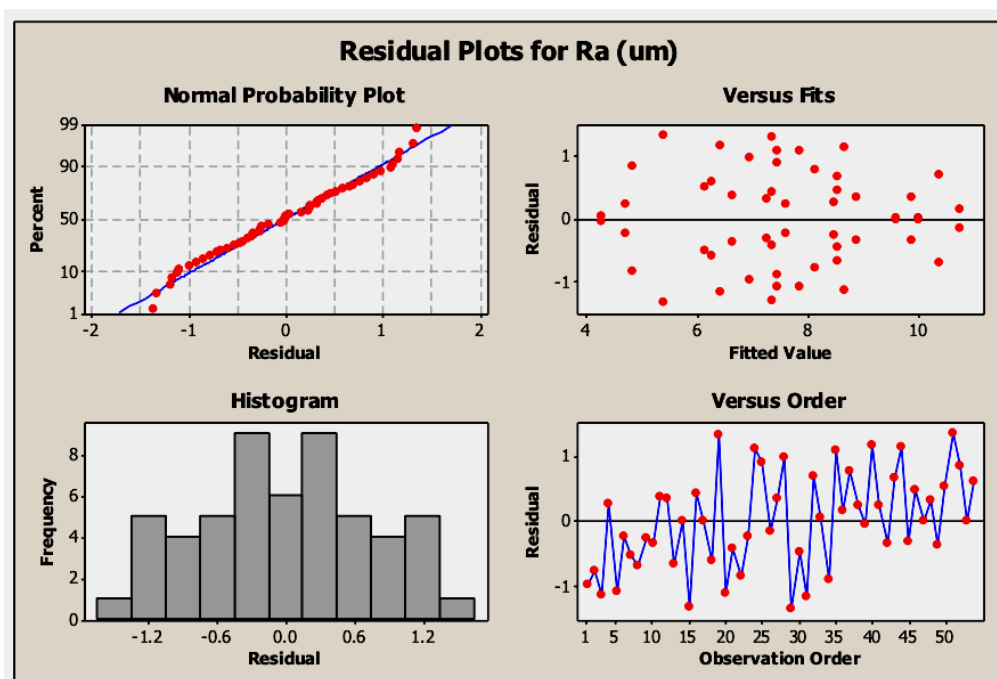 Residual Plots for Ra (um)
Normal Probability Plot
Percent
99
90
50
10
1
-2 -1 0 1 2
Residual
Versus Fits
Residual
1
0
-1
4 6 8 10
Fitted Value
Histogram
Frequency
8
6
4
2
0
-1.2 -0.6 0.0 0.6 1.2
Residual
Versus Order
Residual
1
0
-1
1 5 10 15 20 25 30 35 40 45 50
Observation Order